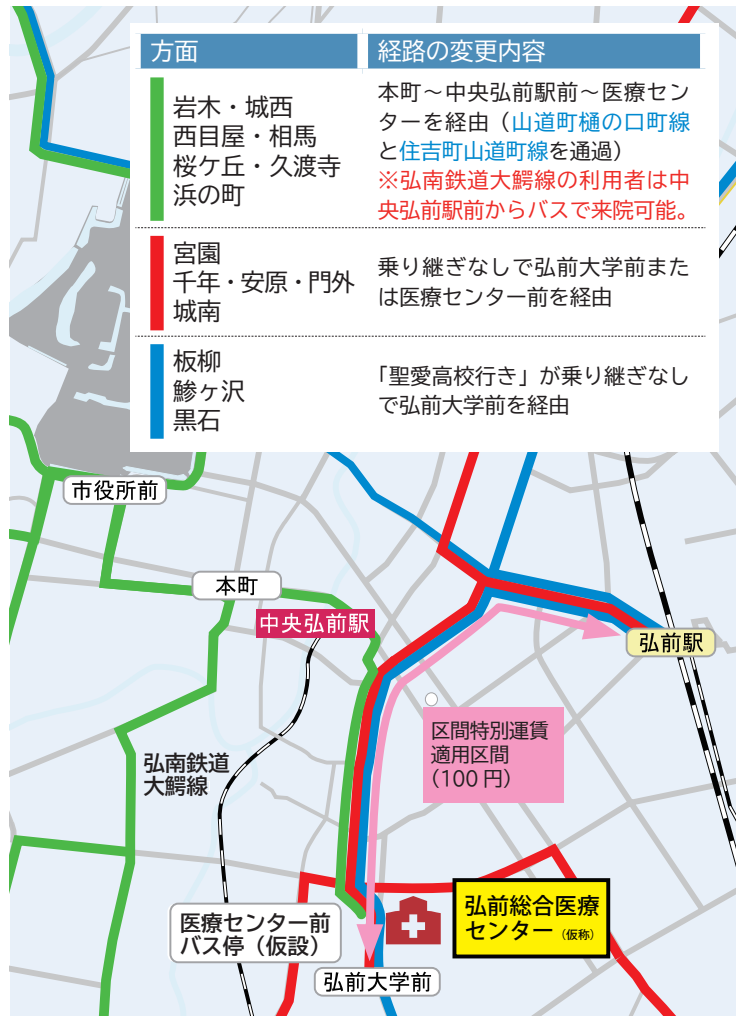 方面
経路の変更内容
岩木・城西
西目屋・相馬
桜ケ丘・久渡寺
浜の町
本町～中央弘前駅前～医療セン
ターを経由（山道町樋の口町線
と住吉町山道町線を通過）
※弘南鉄道大鰐線の利用者は中
央弘前駅前からバスで来院可能。
宮園
千年・安原・門外
城南
乗り継ぎなしで弘前大学前また
は医療センター前を経由
板柳
鰺ヶ沢
黒石
「聖愛高校行き」が乗り継ぎなし
で弘前大学前を経由
市役所前
本町
中央弘前駅
弘前駅
区間特別運賃
適用区間
(100 円)
弘南鉄道
大鰐線
医療センター前
バス停（仮設）
弘前総合医療
センター（仮称）
弘前大学前